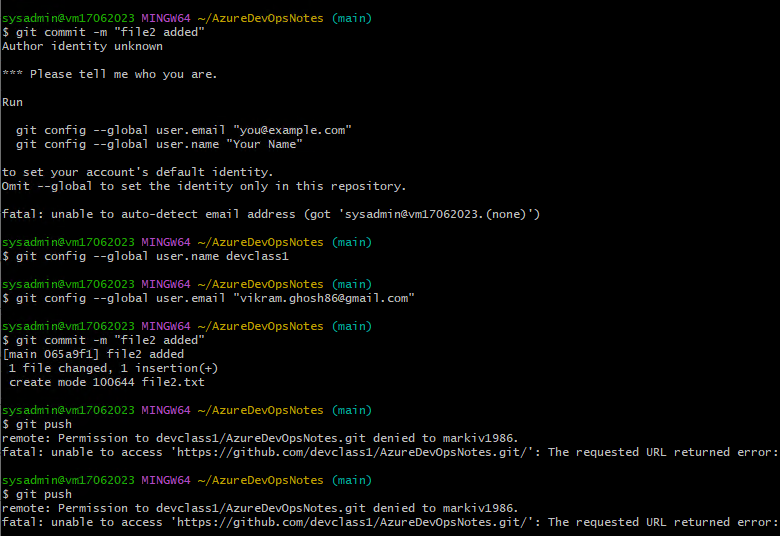 sysadmin@vm17062023 MINGW64 ~/AzureDevOpsNotes (main)
$ git commit -m "file2 added"
Author identity unknown
*** Please tell me who you are.
Run
git config --global user.email "you@example.com"
git config --global user.name "Your Name"
to set your account's default identity.
Omit --global to set the identity only in this repository.
fatal: unable to auto-detect email address (got 'sysadmin@vm17062023.(none)')
sysadmin@vm17062023 MINGW64 ~/AzureDevOpsNotes (main)
$ git config --global user.name devclass1
sysadmin@vm17062023 MINGW64 ~/AzureDevOpsNotes (main)
$ git config --global user.email "vikram.ghosh86@gmail.com"
sysadmin@vm17062023 MINGW64 ~/AzureDevOpsNotes (main)
$ git commit -m "file2 added"
[main 065a9f1] file2 added
1 file changed, 1 insertion(+)
create mode 100644 file2.txt
sysadmin@vm17062023 MINGW64 ~/AzureDevOpsNotes (main)
$ git push
remote: Permission to devclass1/AzureDevOpsNotes.git denied to markiv1986.
fatal: unable to access 'https://github.com/devclass1/AzureDevOpsNotes.git/': The requested URL returned error:
sysadmin@vm17062023 MINGW64 ~/AzureDevOpsNotes (main)
$ git push
remote: Permission to devclass1/AzureDevOpsNotes.git denied to markiv1986.
fatal: unable to access 'https://github.com/devclass1/AzureDevOpsNotes.git/': The requested URL returned error: